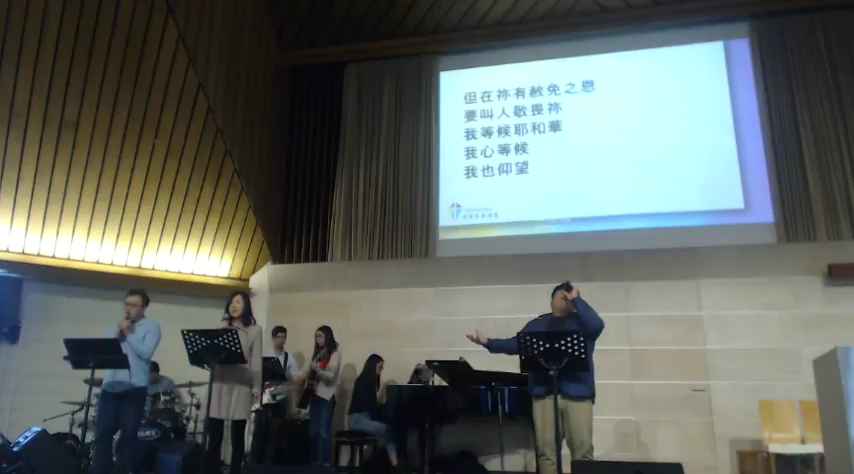 但在祢有赦免之恩
要叫人敬畏祢
我等候耶和華
我心等候
我也仰望